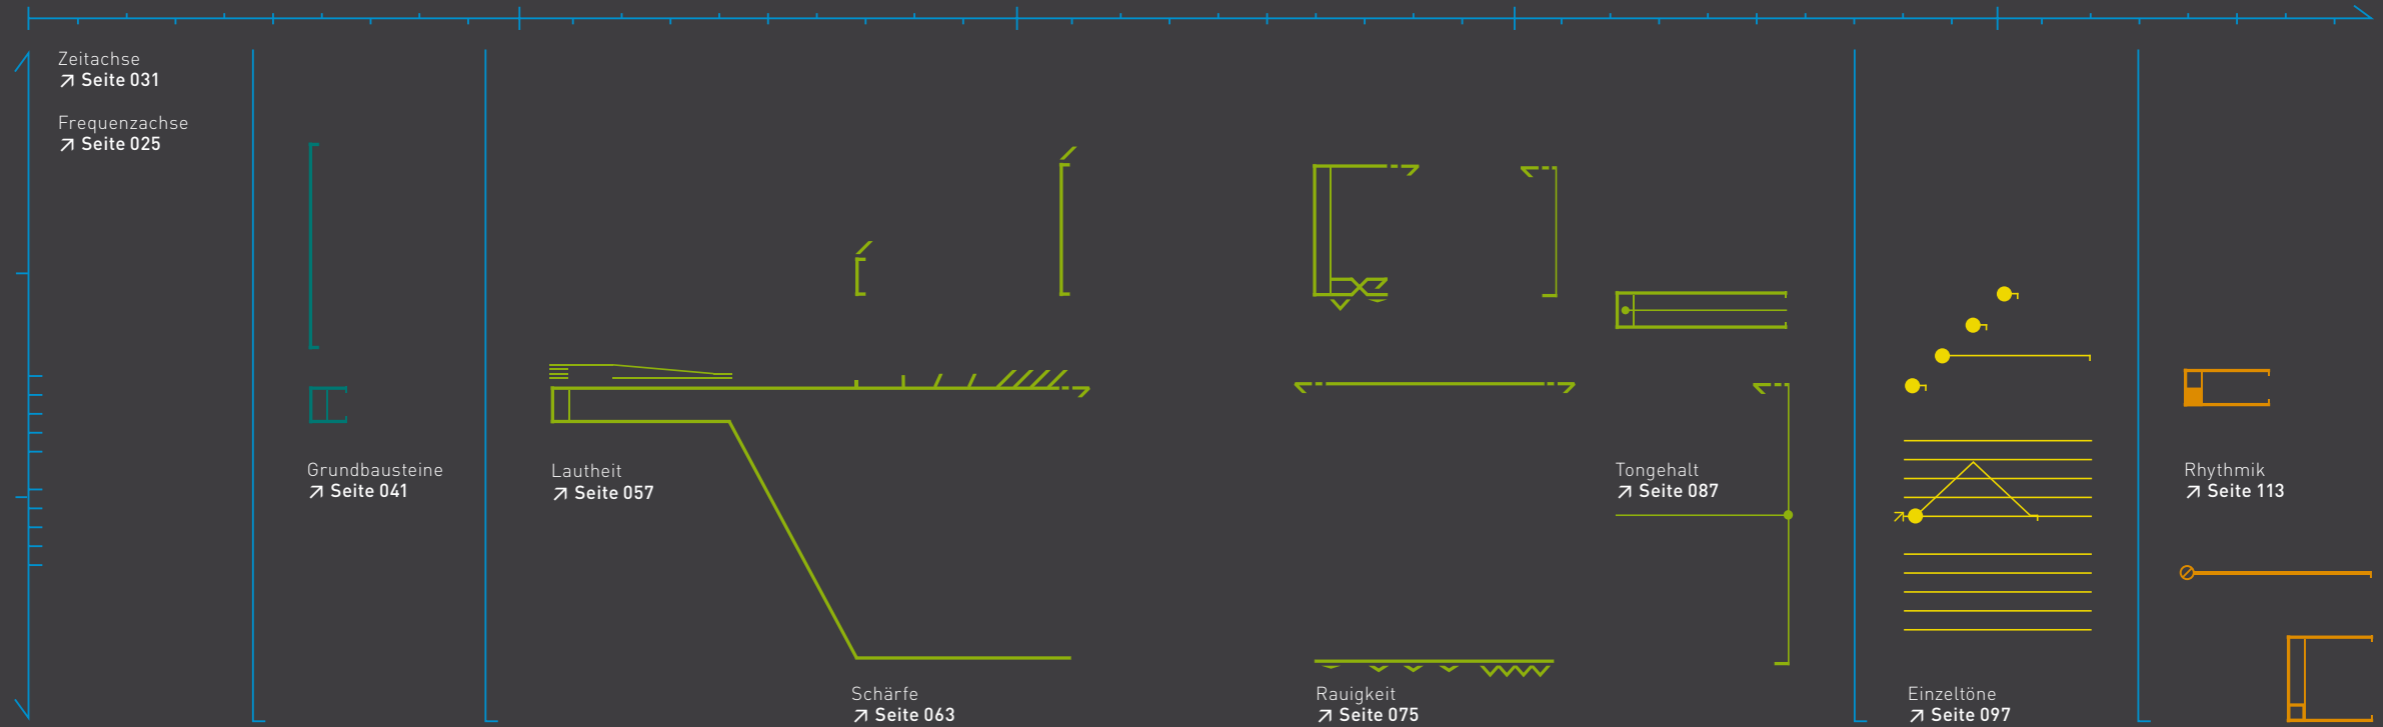 Zeitachse
↗ Seite 031
Frequenzachse
↗ Seite 025
Grundbausteine
↗ Seite 041
Lautheit
↗ Seite 057
Schärfe
↗ Seite 063
Rauigkeit
↗ Seite 075
Tongehalt
↗ Seite 087
Einzeltöne
↗ Seite 097
Rhythmik
↗ Seite 113